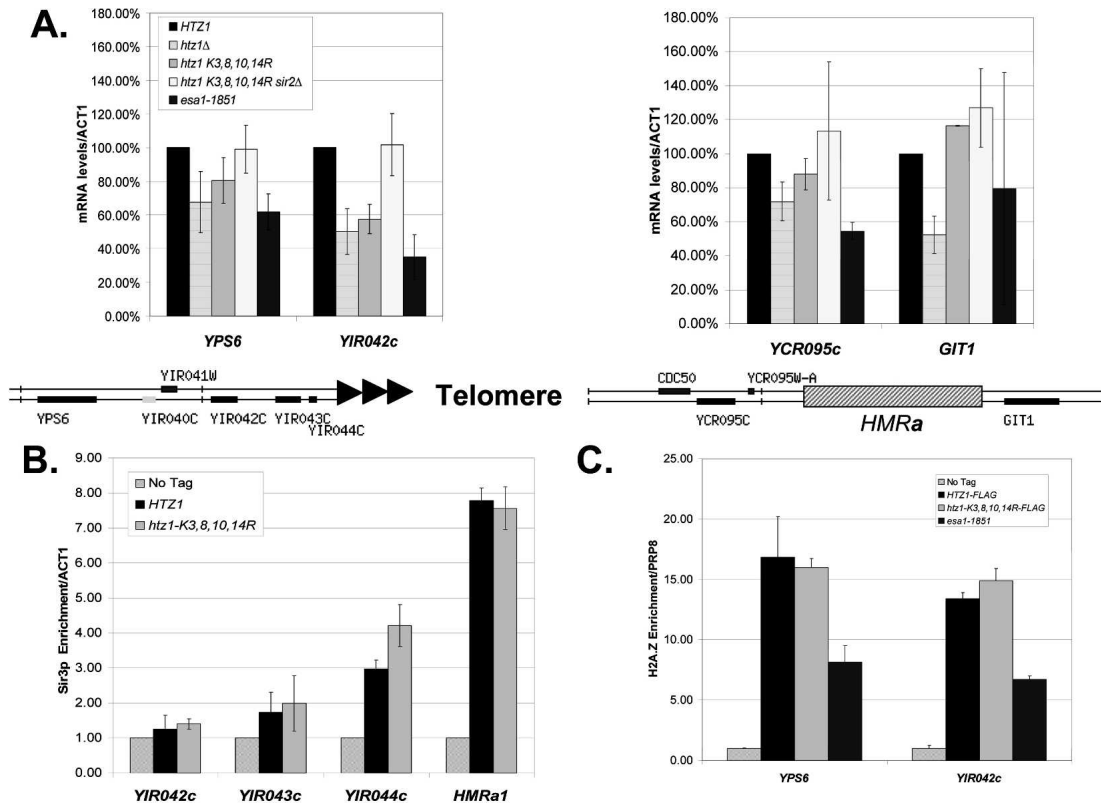 A.
mRNA levels/ACT1
180.00%
160.00%
140.00%
120.00%
100.00%
80.00%
60.00%
40.00%
20.00%
0.00%
HTZ1
htz1Δ
htz1 K3,8,10,14R
htz1 K3,8,10,14R sir2Δ
esa1-1851
YPS6
YIR042c
mRNA levels/ACT1
180.00%
160.00%
140.00%
120.00%
100.00%
80.00%
60.00%
40.00%
20.00%
0.00%
YCR095c
GIT1
YIR041W
YPS6
YIR040C
YIR042C
YIR043C
YIR044C
Telomere
CDC50
YCR095W-A
YCR095C
HMRa
GIT1
B.
Sir3p Enrichment/ACT1
9.00
8.00
7.00
6.00
5.00
4.00
3.00
2.00
1.00
0.00
No Tag
HTZ1
htz1-K3,8,10,14R
YIR042c
YIR043c
YIR044c
HMRa1
C.
H2A.Z Enrichment/PRP8
25.00
20.00
15.00
10.00
5.00
0.00
No Tag
HTZ1-FLAG
htz1-K3,8,10,14R-FLAG
esa1-1851
YPS6
YIR042c